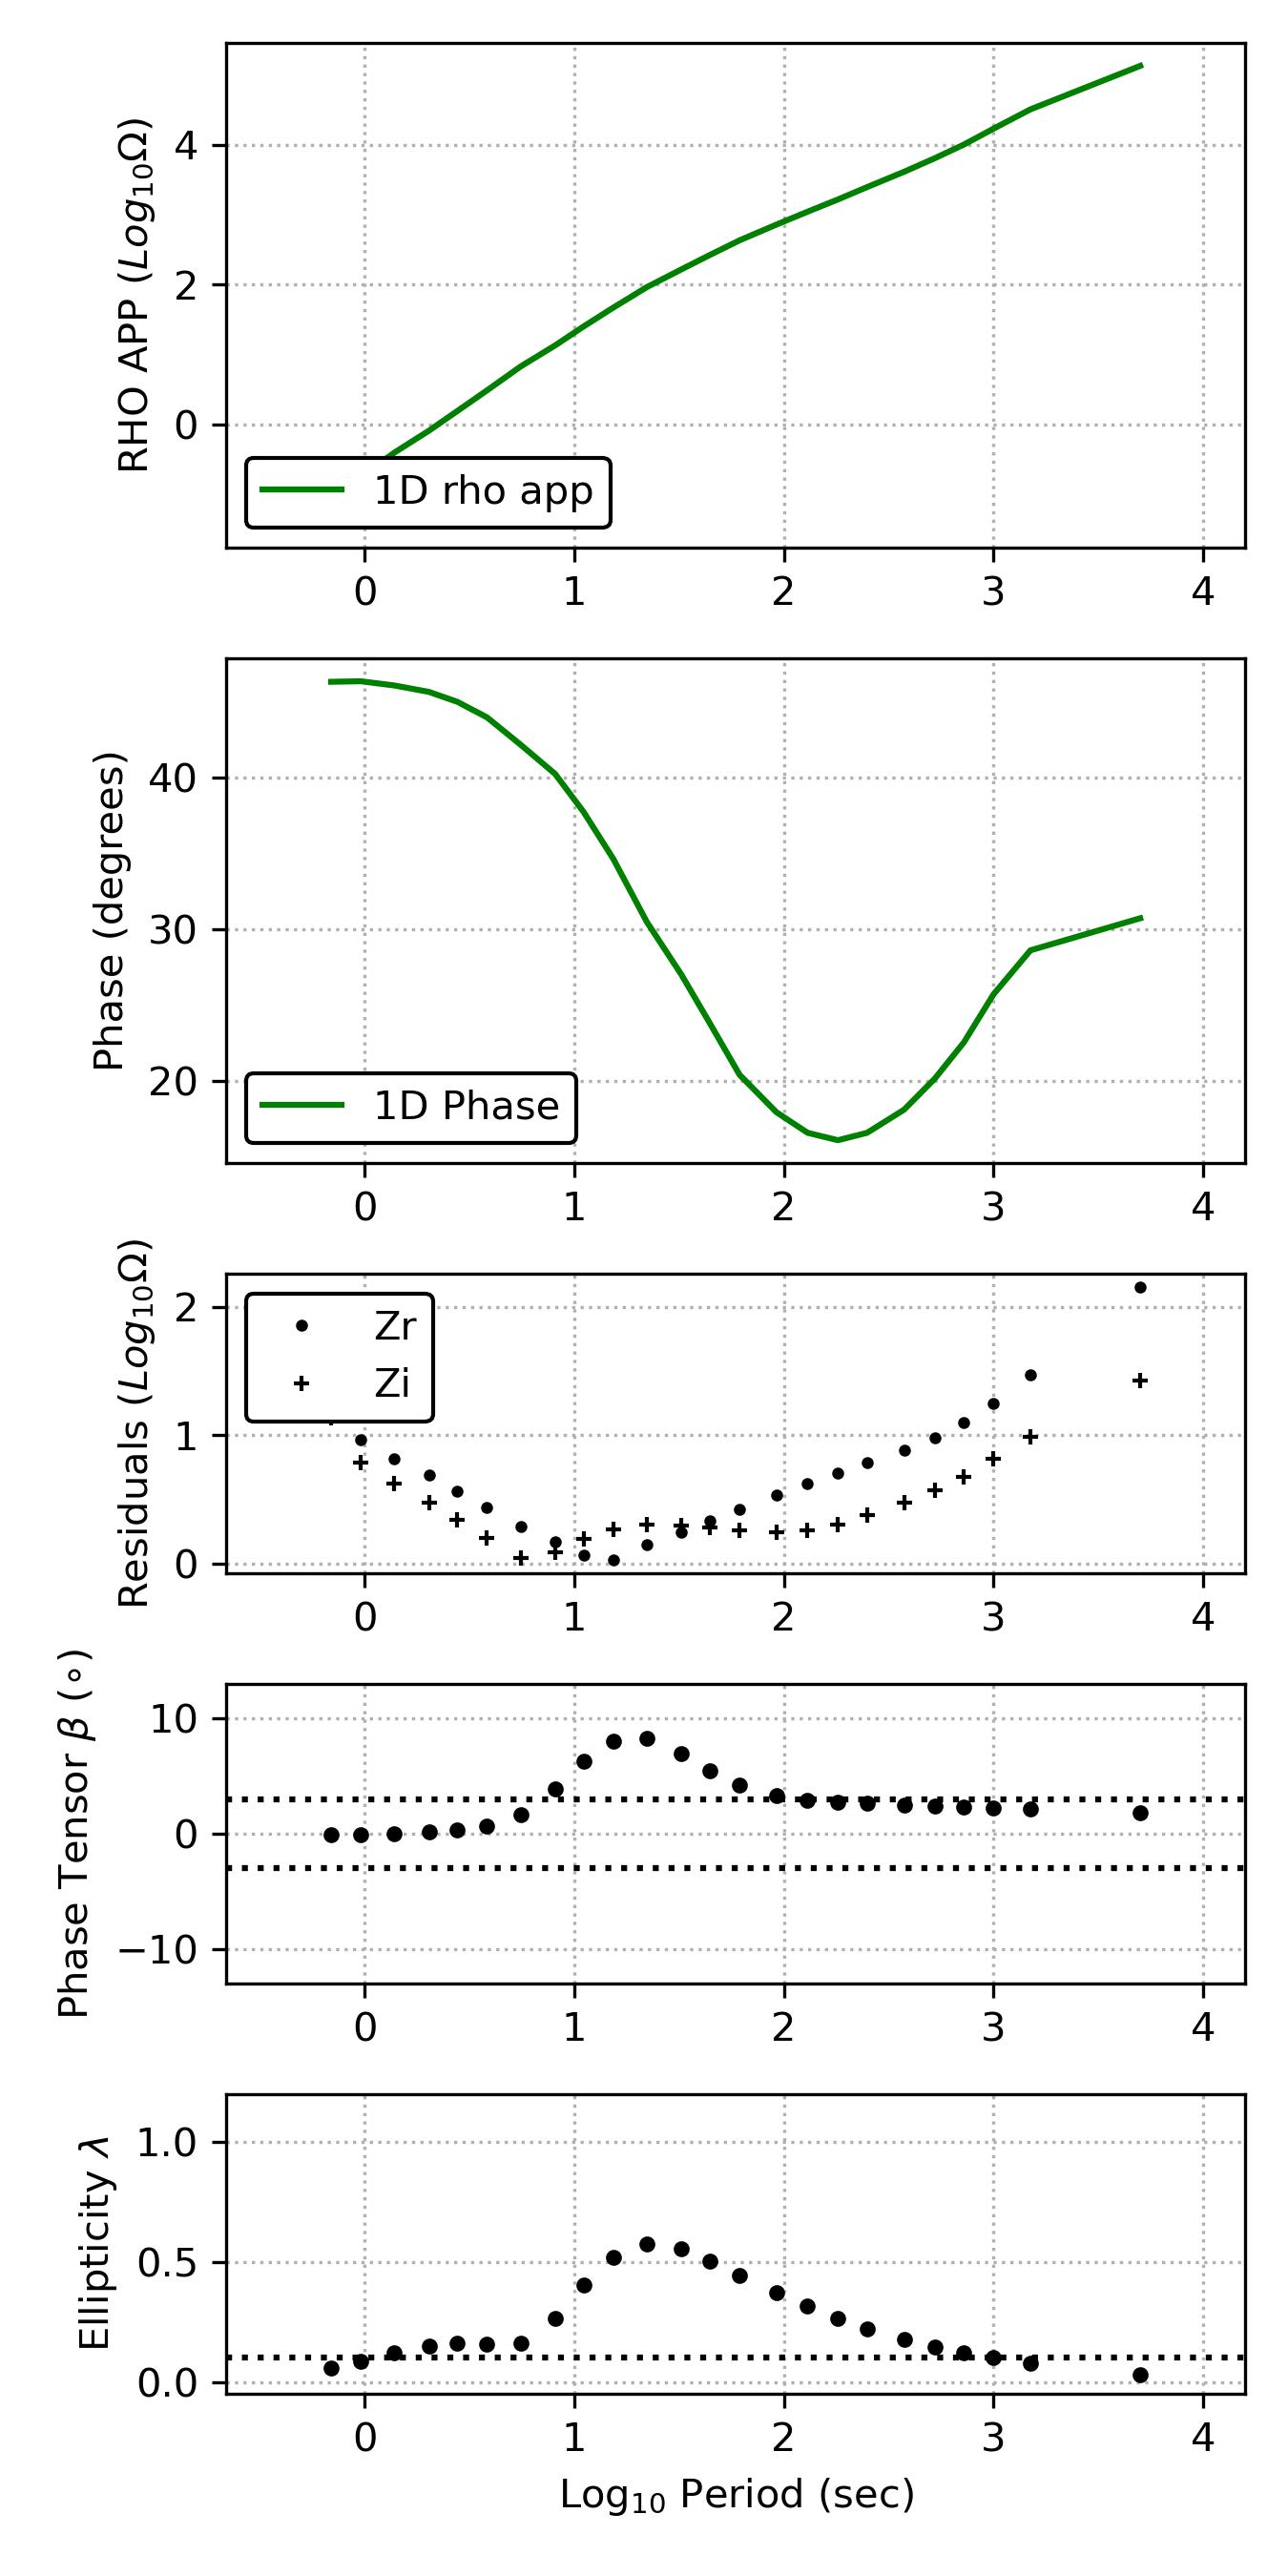 RHO APP (Log10Ω)
4
2
0
1D rho app
0 1 2 3 4
Phase (degrees)
40
30
20
1D Phase
0 1 2 3 4
Residuals (Log10Ω)
2
1
0
Zr
Zi
0 1 2 3 4
Phase Tensor β (∘)
10
0
−10
0 1 2 3 4
Ellipticity λ
1.0
0.5
0.0
0 1 2 3 4
Log10 Period (sec)